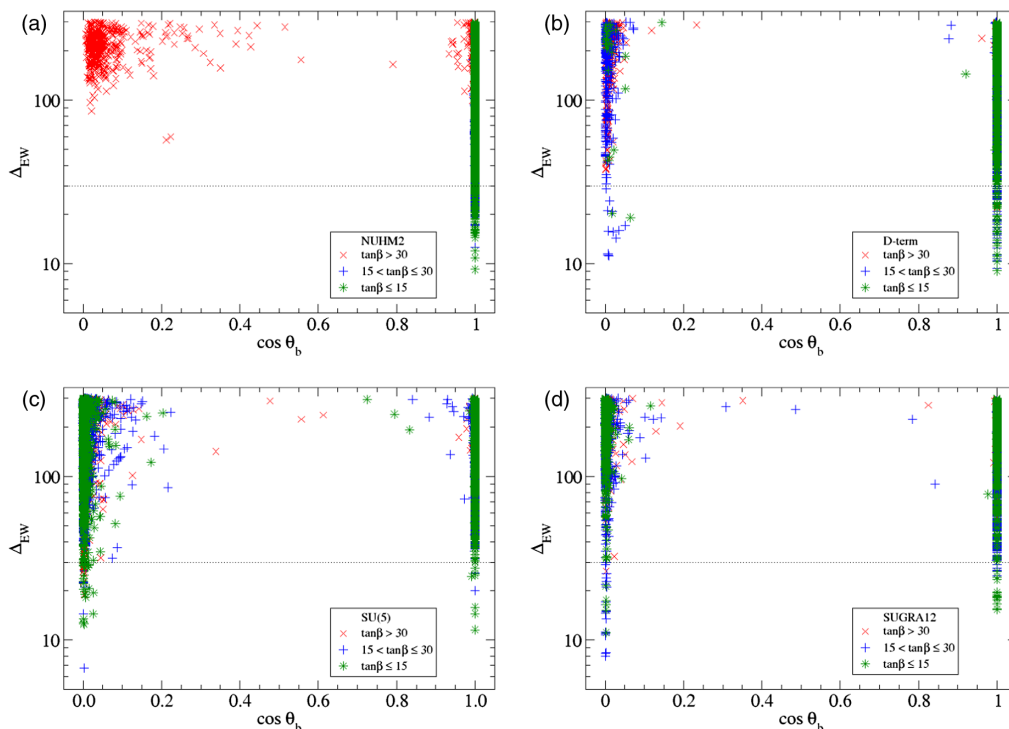 (a)
Δ_EW
100
10
NUHM2
tanβ > 30
15 < tanβ ≤ 30
tanβ ≤ 15
0 0.2 0.4 0.6 0.8 1
cos θ_b
(b)
Δ_EW
100
10
D-term
tanβ > 30
15 < tanβ ≤ 30
tanβ ≤ 15
0 0.2 0.4 0.6 0.8 1
cos θ_b
(c)
Δ_EW
100
10
SU(5)
tanβ > 30
15 < tanβ ≤ 30
tanβ ≤ 15
0.0 0.2 0.4 0.6 0.8 1.0
cos θ_b
(d)
Δ_EW
100
10
SUGRA12
tanβ > 30
15 < tanβ ≤ 30
tanβ ≤ 15
0 0.2 0.4 0.6 0.8 1
cos θ_b